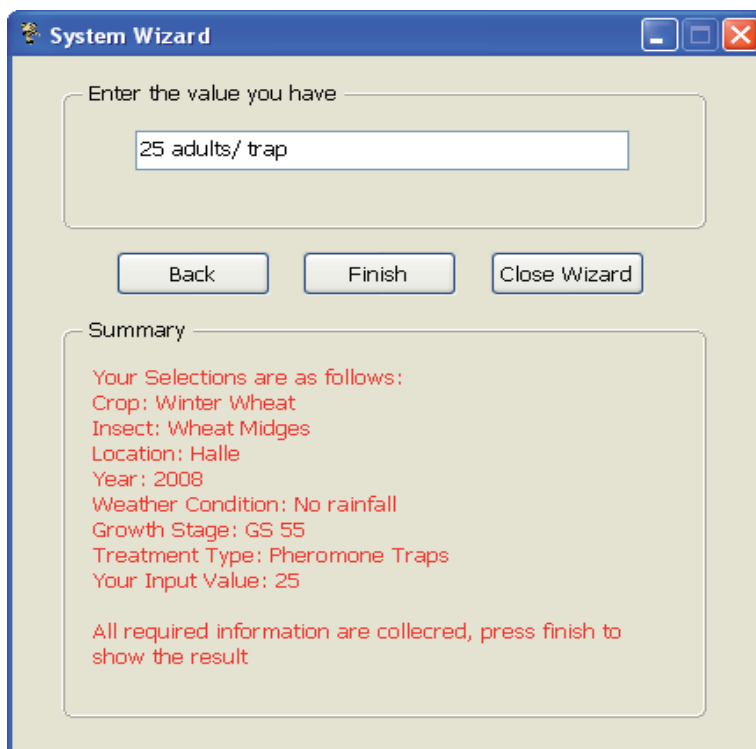 System Wizard
Enter the value you have
25 adults/ trap
Back Finish Close Wizard
Summary
Your Selections are as follows:
Crop: Winter Wheat
Insect: Wheat Midges
Location: Halle
Year: 2008
Weather Condition: No rainfall
Growth Stage: GS 55
Treatment Type: Pheromone Traps
Your Input Value: 25
All required information are collecred, press finish to
show the result